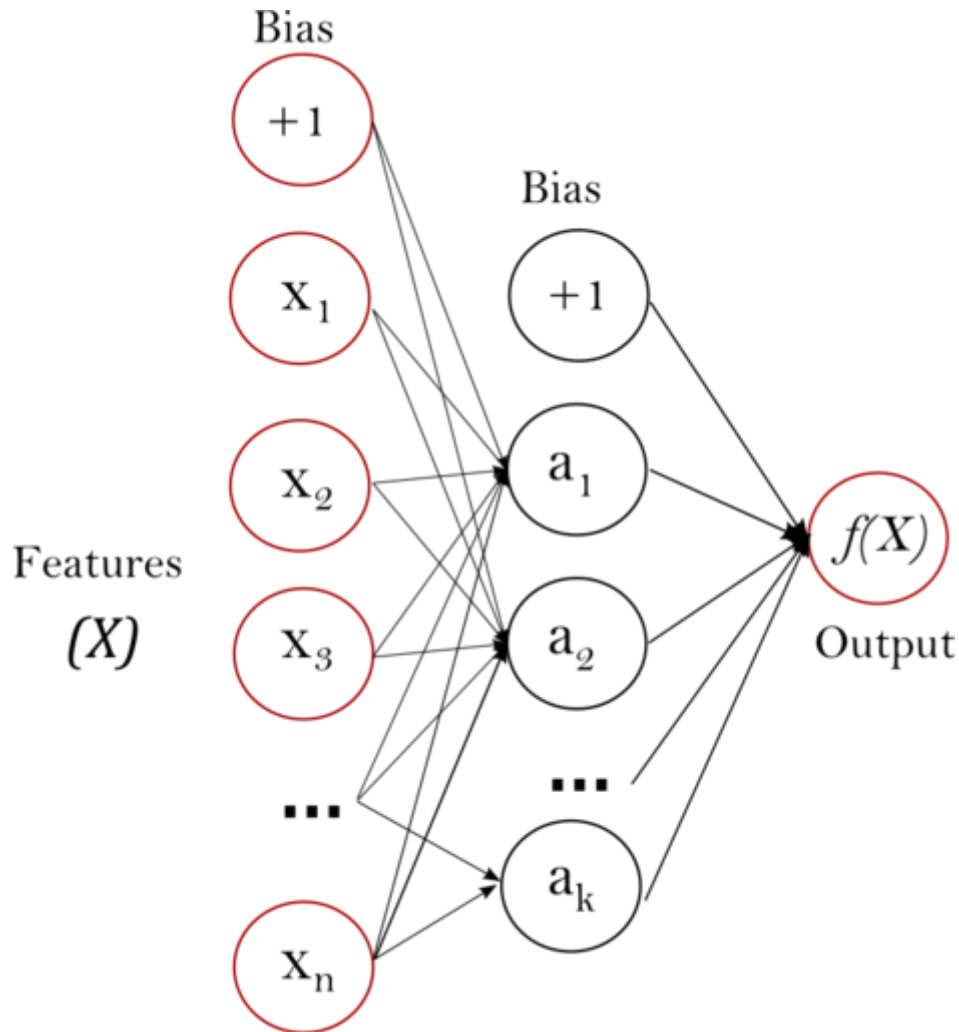 Bias
+1
x₁
x₂
Features
(X)
x₃
...
xₙ
Bias
+1
a₁
a₂
...
aₖ
f(X)
Output